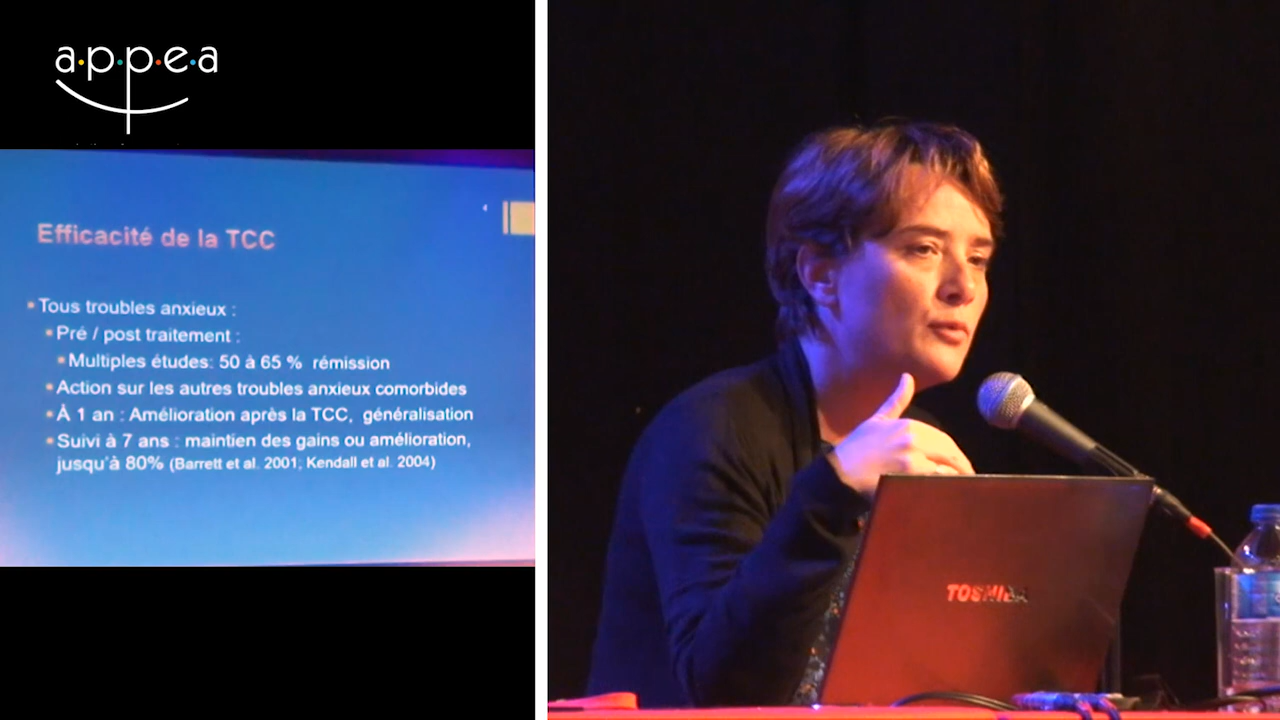 a·p·p·e·a
Efficacité de la TCC
Tous troubles anxieux :
Pré / post traitement :
Multiples études: 50 à 65 % rémission
Action sur les autres troubles anxieux comorbides
À 1 an : Amélioration après la TCC, généralisation
Suivi à 7 ans : maintien des gains ou amélioration,
jusqu'à 80% (Barrett et al. 2001; Kendall et al. 2004)
TOSHIBA